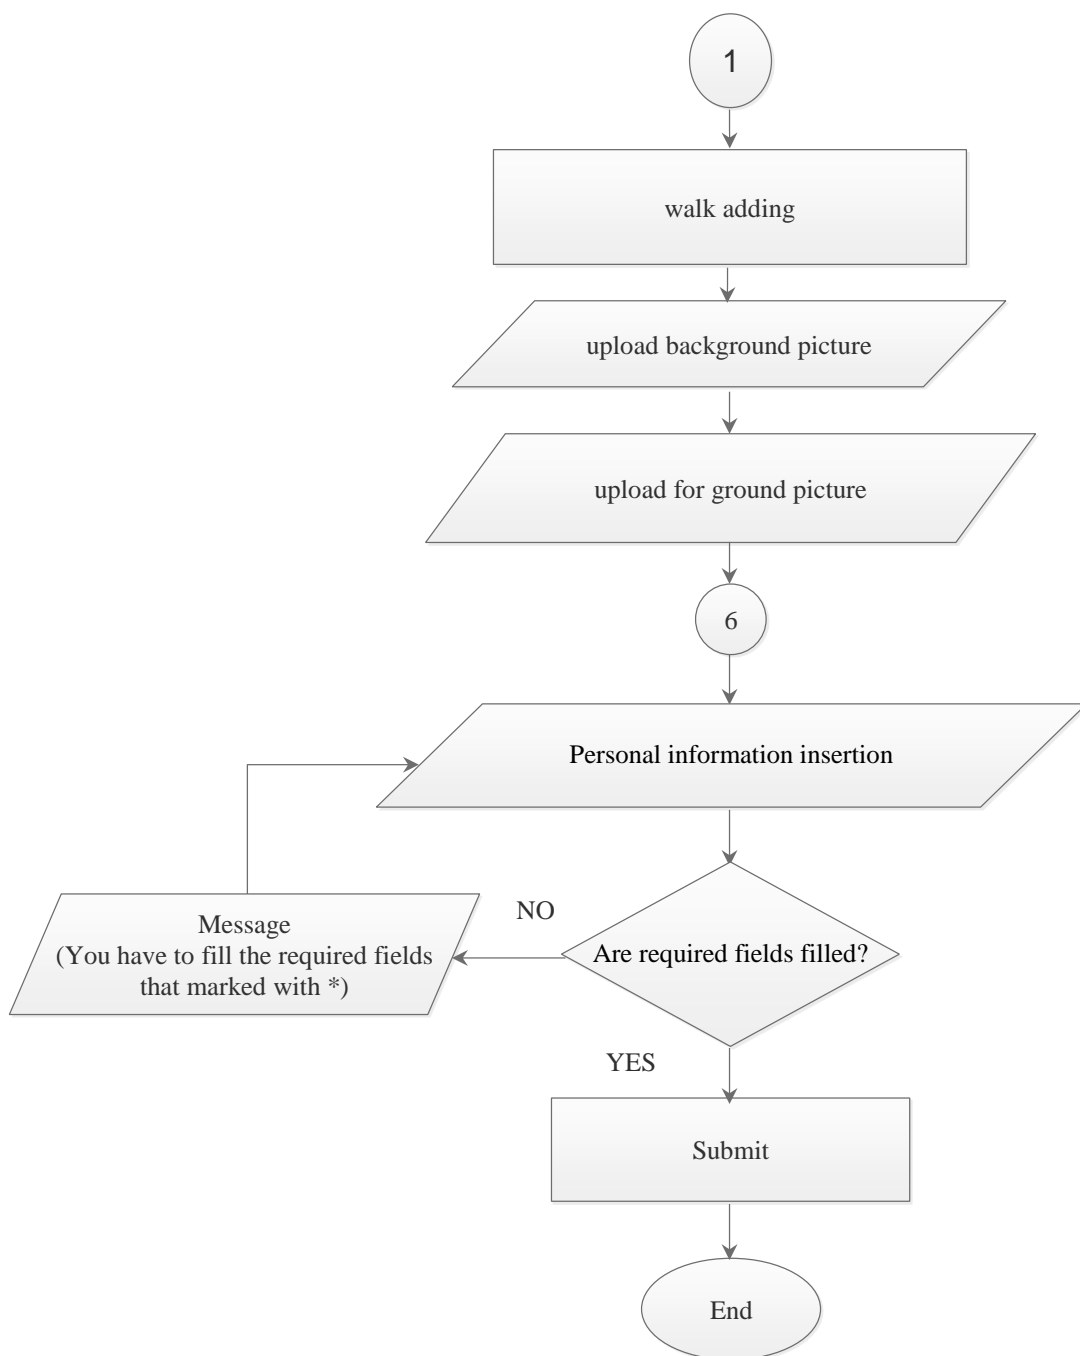 1
walk adding
upload background picture
upload for ground picture
6
Personal information insertion
NO
Message
(You have to fill the required fields
that marked with *)
Are required fields filled?
YES
Submit
End